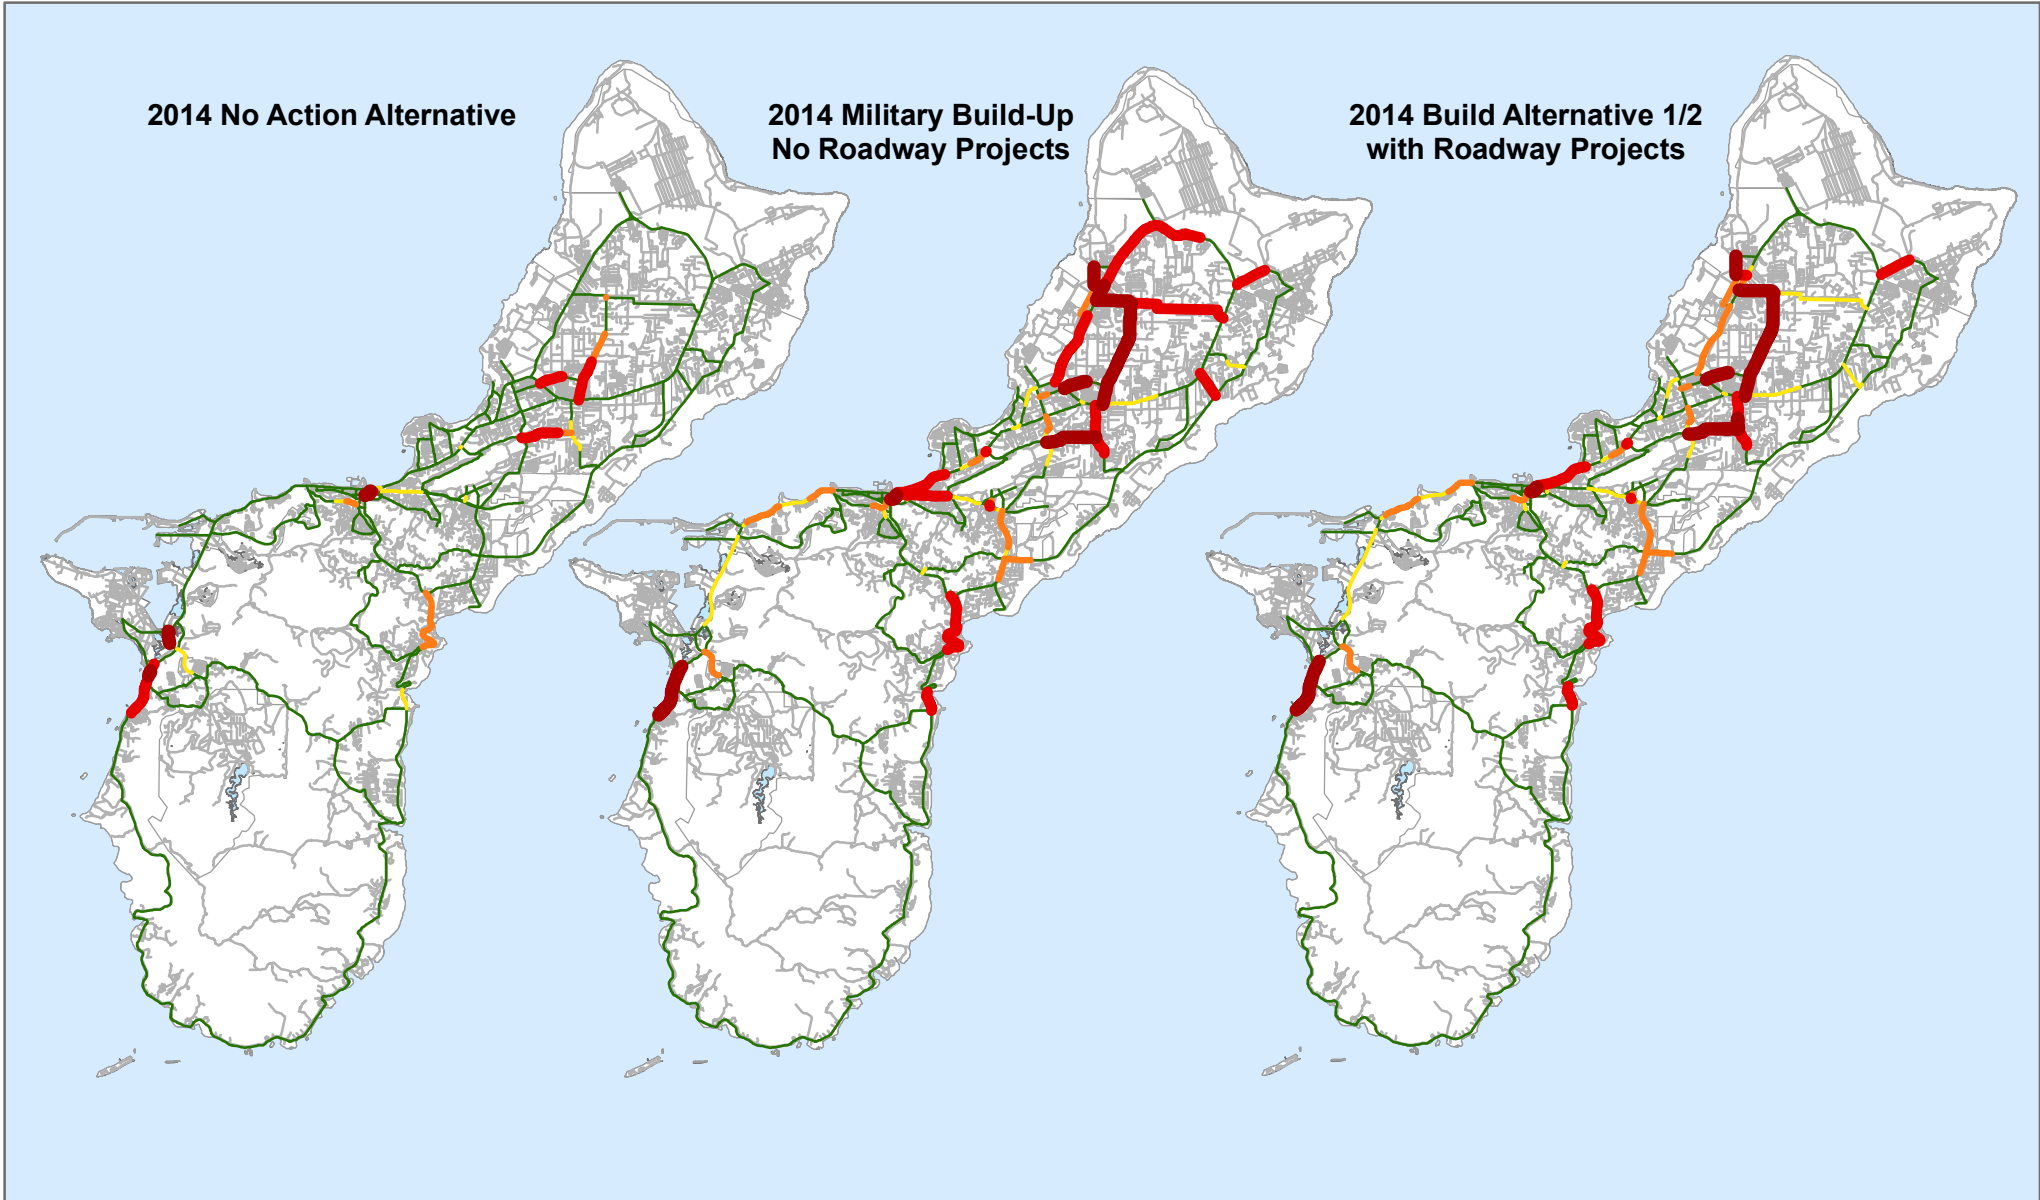 2014 No Action Alternative
2014 Military Build-Up
No Roadway Projects
2014 Build Alternative 1/2
with Roadway Projects